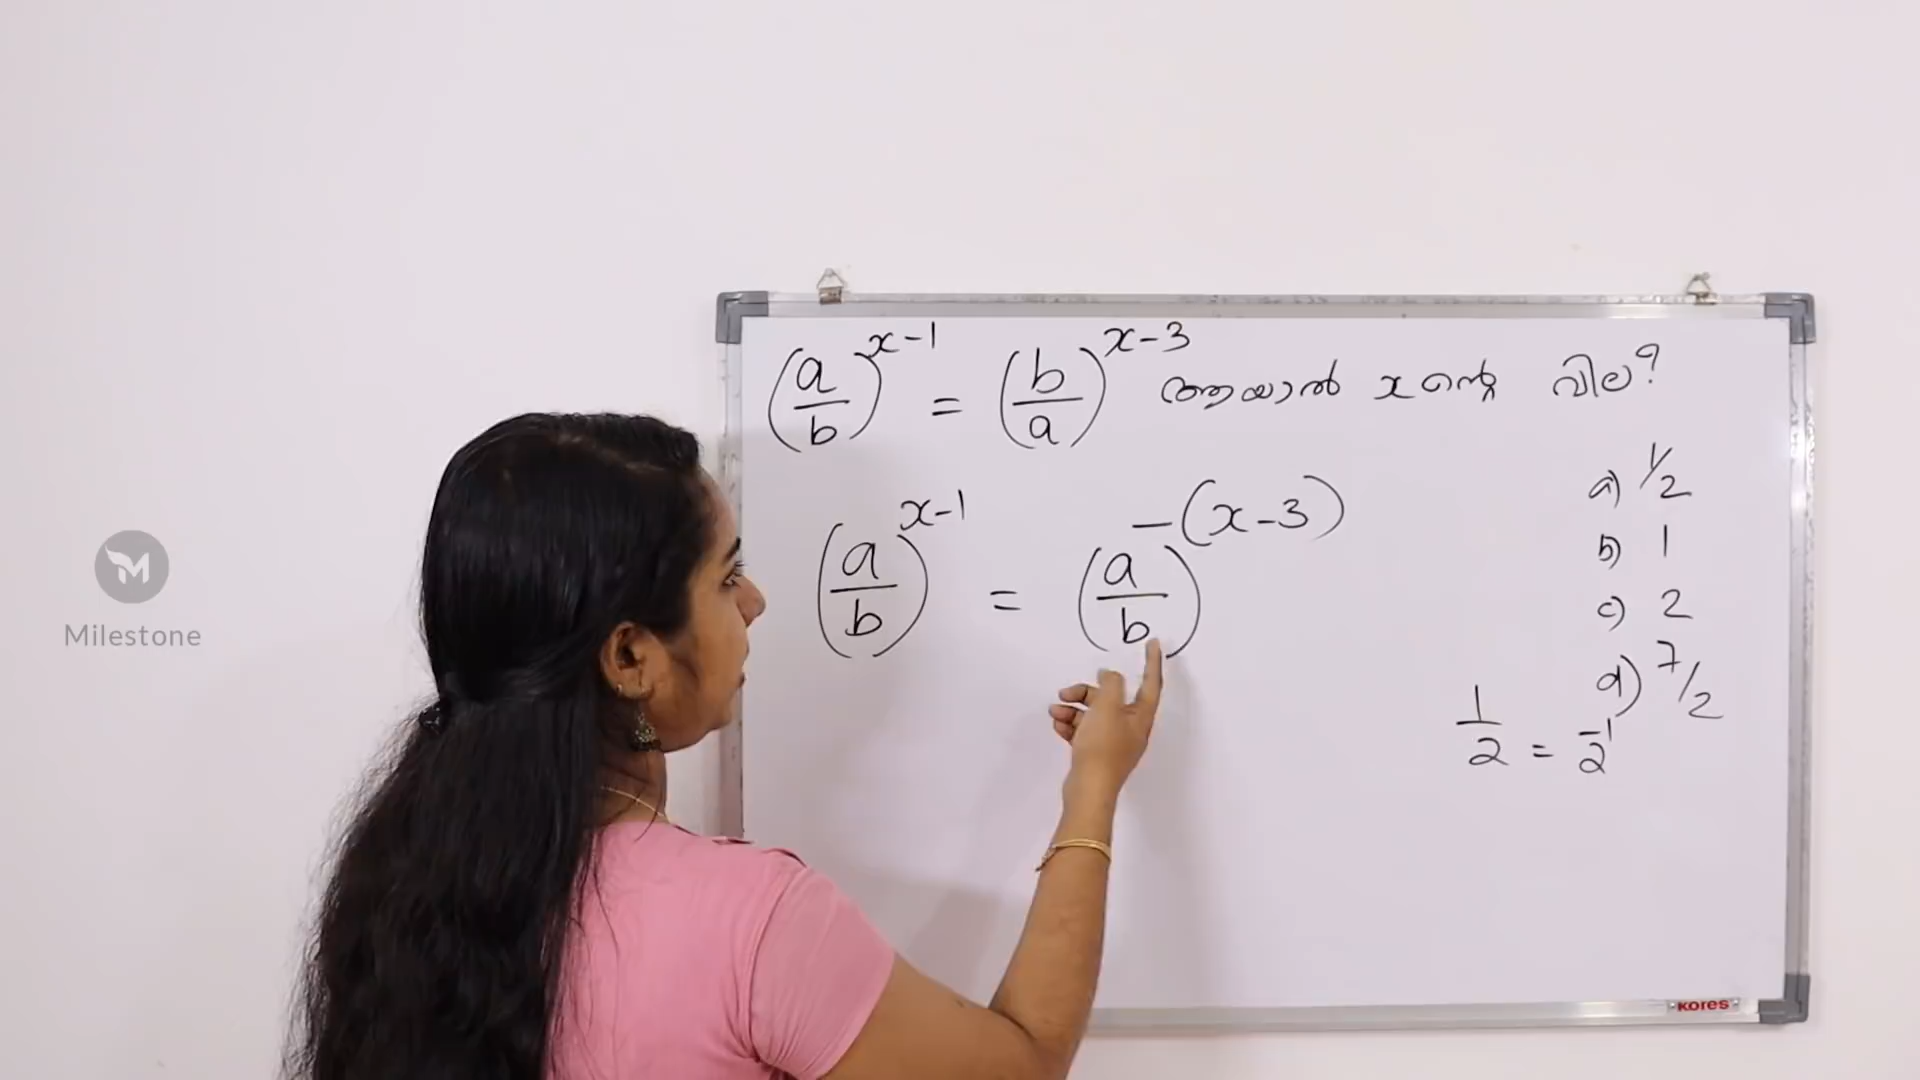 (a/b)^(x-1) = (b/a)^(x-3) ആയാൽ x ന്റെ വില?
(a/b)^(x-1) = (a/b)^-(x-3)
a) 1/2
b) 1
c) 2
d) 7/2
1/2 = 2^-1
Milestone
KORES